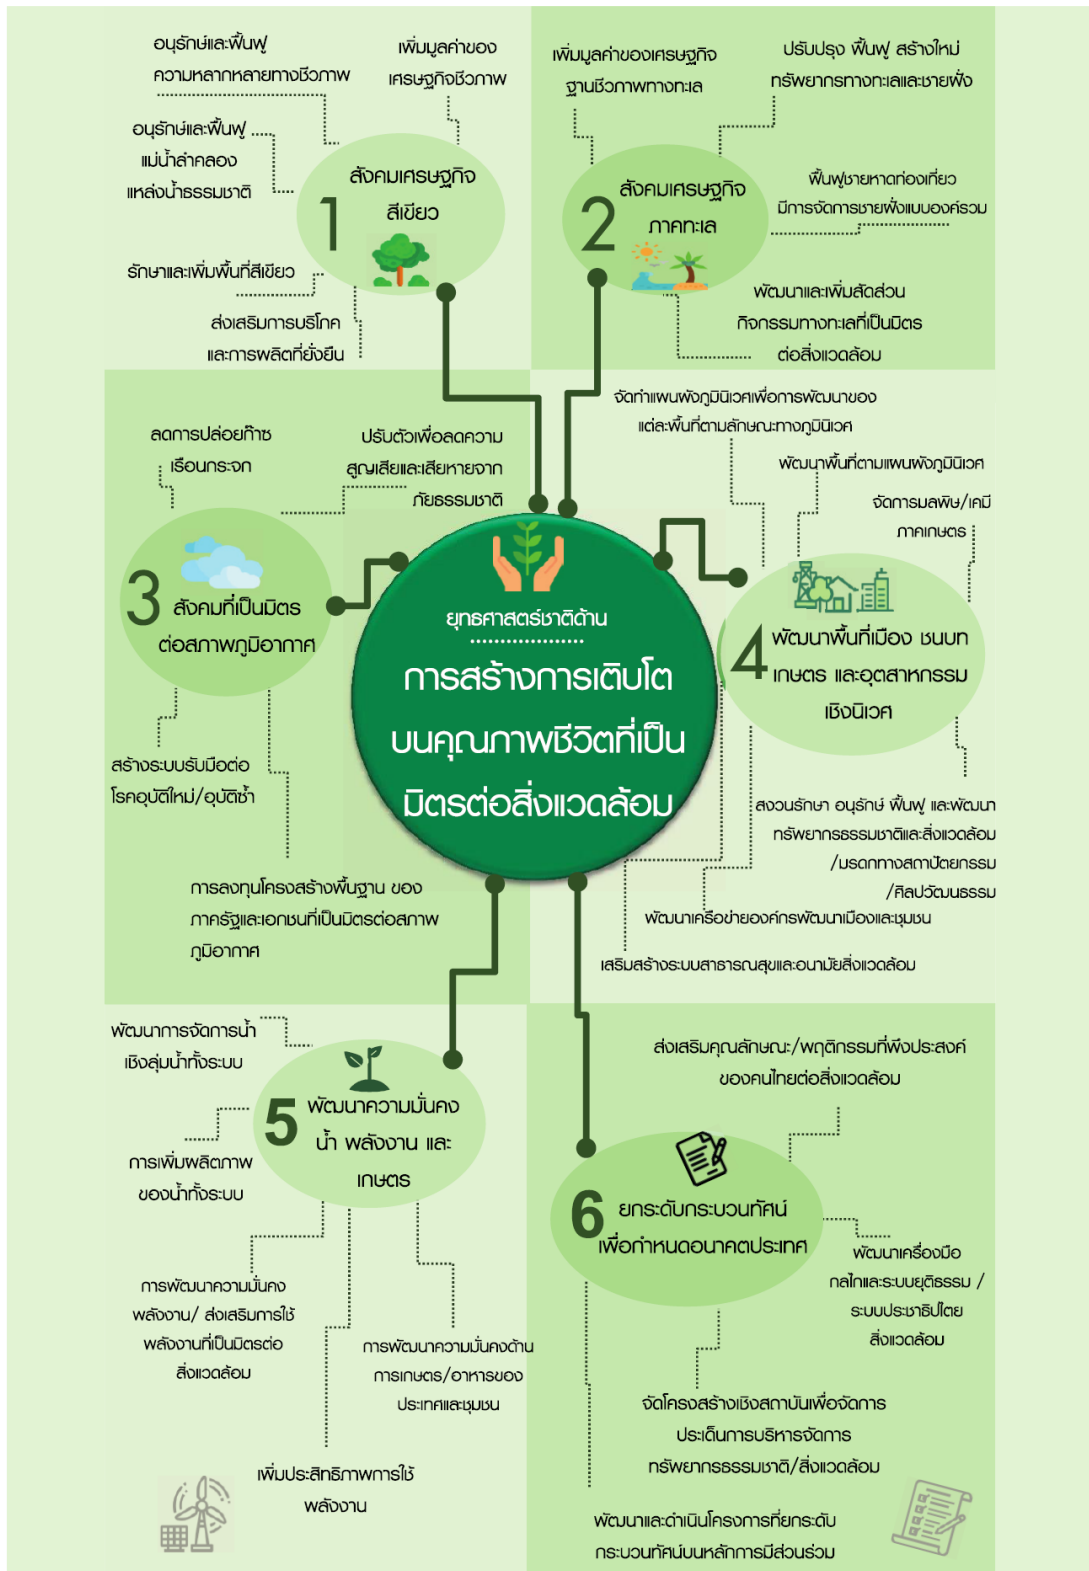 อนุรักษ์และฟื้นฟู
ความหลากหลายทางชีวภาพ
เพิ่มมูลค่าของ
เศรษฐกิจชีวภาพ
อนุรักษ์และฟื้นฟู
แม่น้ำลำคลอง
แหล่งน้ำธรรมชาติ
1
สังคมเศรษฐกิจ
สีเขียว
รักษาและเพิ่มพื้นที่สีเขียว
ส่งเสริมการบริโภค
และการผลิตที่ยั่งยืน
เพิ่มมูลค่าของเศรษฐกิจ
ฐานชีวภาพทางทะเล
ปรับปรุง ฟื้นฟู สร้างใหม่
ทรัพยากรทางทะเลและชายฝั่ง
2
สังคมเศรษฐกิจ
ภาคทะเล
ฟื้นฟูชายหาดท่องเที่ยว
มีการจัดการชายฝั่งแบบองค์รวม
พัฒนาและเพิ่มสัดส่วน
กิจกรรมทางทะเลที่เป็นมิตร
ต่อสิ่งแวดล้อม
ลดการปล่อยก๊าซ
เรือนกระจก
ปรับตัวเพื่อลดความ
สูญเสียและเสียหายจาก
ภัยธรรมชาติ
3
สังคมที่เป็นมิตร
ต่อสภาพภูมิอากาศ
สร้างระบบรับมือต่อ
โรคอุบัติใหม่/อุบัติซ้ำ
การลงทุนโครงสร้างพื้นฐาน ของ
ภาครัฐและเอกชนที่เป็นมิตรต่อสภาพ
ภูมิอากาศ
ยุทธศาสตร์ชาติด้าน
การสร้างการเติบโต
บนคุณภาพชีวิตที่เป็น
มิตรต่อสิ่งแวดล้อม
จัดทำแผนผังภูมินิเวศเพื่อการพัฒนาของ
แต่ละพื้นที่ตามลักษณะทางภูมินิเวศ
พัฒนาพื้นที่ตามแผนผังภูมินิเวศ
จัดการมลพิษ/เคมี
ภาคเกษตร
4
พัฒนาพื้นที่เมือง ชนบท
เกษตร และอุตสาหกรรม
เชิงนิเวศ
สงวนรักษา อนุรักษ์ ฟื้นฟู และพัฒนา
ทรัพยากรธรรมชาติและสิ่งแวดล้อม
/มรดกทางสถาปัตยกรรม
/ศิลปวัฒนธรรม
พัฒนาเครือข่ายองค์กรพัฒนาเมืองและชุมชน
เสริมสร้างระบบสาธารณสุขและอนามัยสิ่งแวดล้อม
พัฒนาการจัดการน้ำ
เชิงลุ่มน้ำทั้งระบบ
5
พัฒนาความมั่นคง
น้ำ พลังงาน และ
เกษตร
การเพิ่มผลิตภาพ
ของน้ำทั้งระบบ
การพัฒนาความมั่นคง
พลังงาน/ ส่งเสริมการใช้
พลังงานที่เป็นมิตรต่อ
สิ่งแวดล้อม
การพัฒนาความมั่นคงด้าน
การเกษตร/อาหารของ
ประเทศและชุมชน
เพิ่มประสิทธิภาพการใช้
พลังงาน
ส่งเสริมคุณลักษณะ/พฤติกรรมที่พึงประสงค์
ของคนไทยต่อสิ่งแวดล้อม
6
ยกระดับกระบวนทัศน์
เพื่อกำหนดอนาคตประเทศ
พัฒนาเครื่องมือ
กลไกและระบบยุติธรรม /
ระบบประชาธิปไตย
สิ่งแวดล้อม
จัดโครงสร้างเชิงสถาบันเพื่อจัดการ
ประเด็นการบริหารจัดการ
ทรัพยากรธรรมชาติ/สิ่งแวดล้อม
พัฒนาและดำเนินโครงการที่ยกระดับ
กระบวนทัศน์บนหลักการมีส่วนร่วม